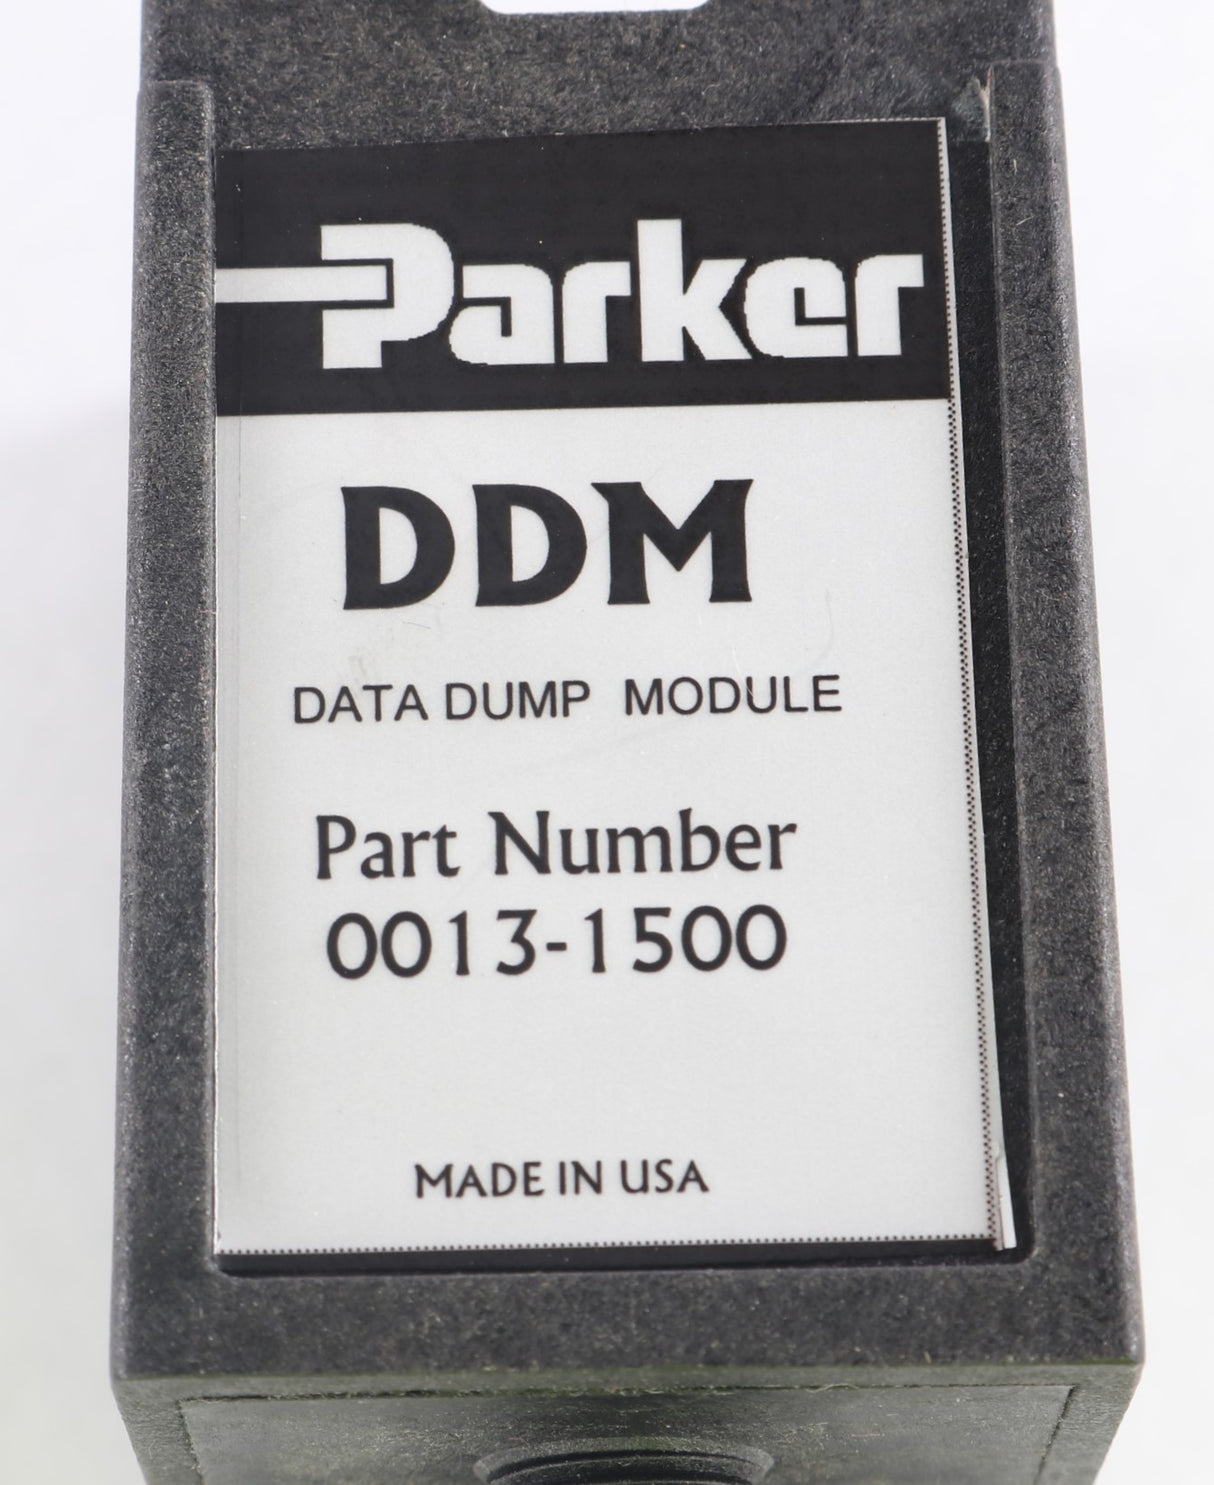 Parker
DDM
DATA DUMP MODULE
Part Number
0013-1500
MADE IN USA